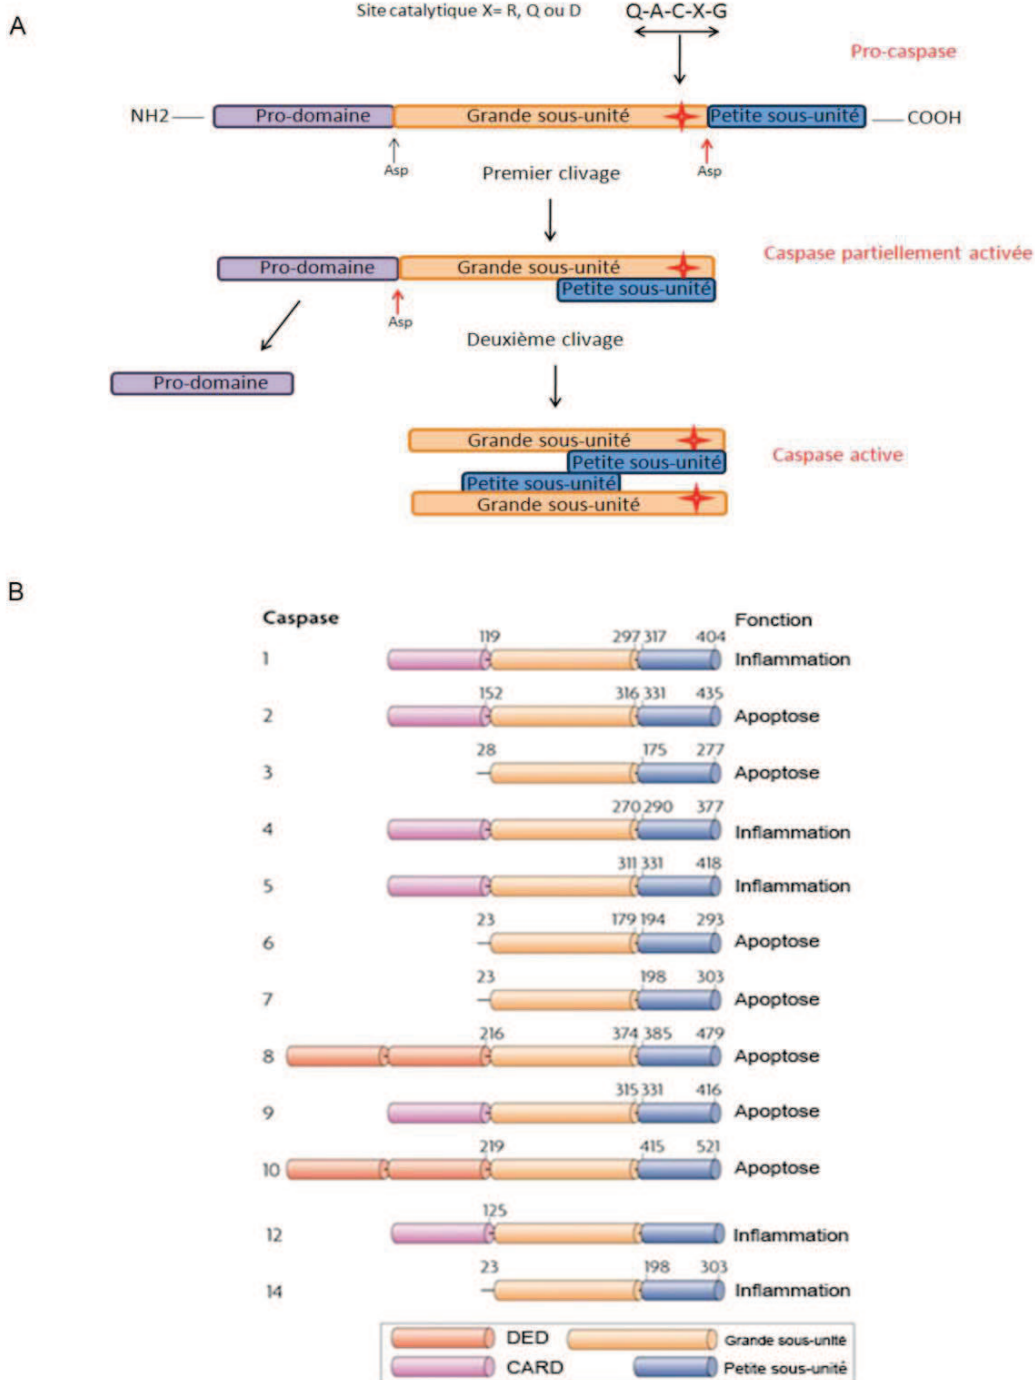 A
Site catalytique X= R, Q ou D
Q-A-C-X-G
Pro-caspase
NH2
Pro-domaine
Grande sous-unité
Petite sous-unité
COOH
Asp
Asp
Premier clivage
Caspase partiellement activée
Pro-domaine
Grande sous-unité
Petite sous-unité
Asp
Deuxième clivage
Pro-domaine
Grande sous-unité
Petite sous-unité
Caspase active
Petite sous-unité
Grande sous-unité
B
Caspase
Fonction
119 297 317 404
1 Inflammation
152 316 331 435
2 Apoptose
28 175 277
3 Apoptose
270 290 377
4 Inflammation
311 331 418
5 Inflammation
23 179 194 293
6 Apoptose
23 198 303
7 Apoptose
216 374 385 479
8 Apoptose
315 331 416
9 Apoptose
219 415 521
10 Apoptose
125
12 Inflammation
23 198 303
14 Inflammation
DED Grande sous-unité
CARD Petite sous-unité